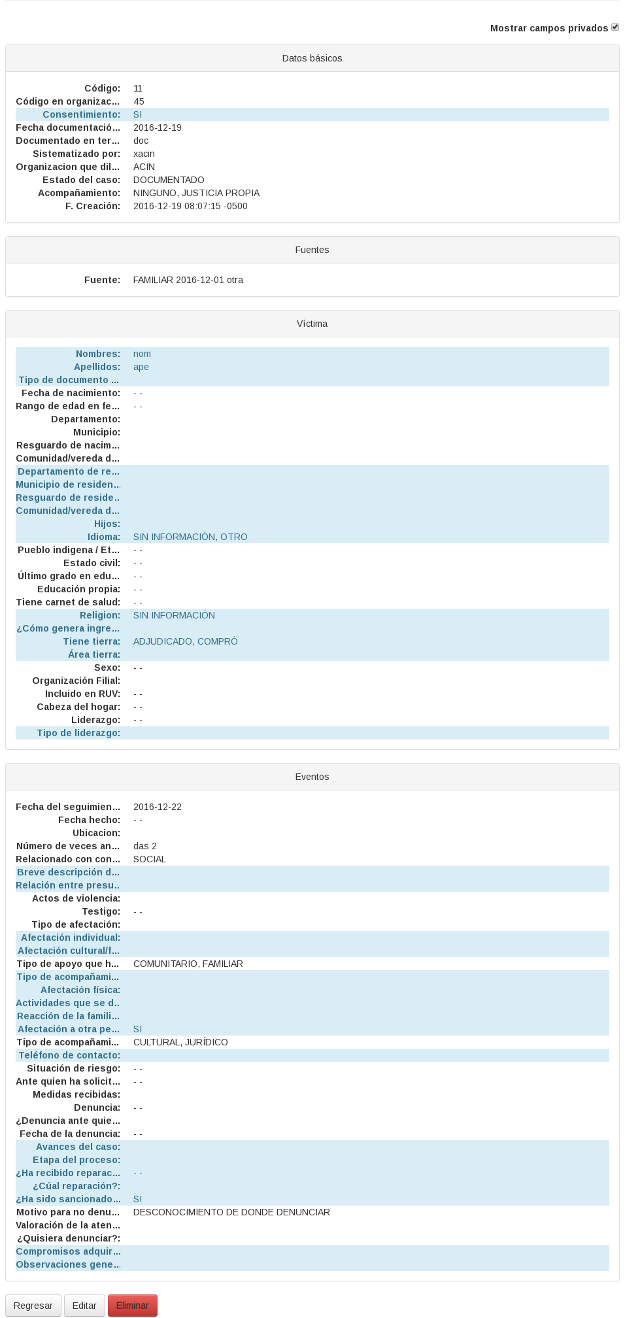 Mostrar campos privados
Datos básicos
Código: 11
Código en organizac... 45
Consentimiento: SI
Fecha documentació... 2016-12-19
Documentado en ter... doc
Sistematizado por: xacin
Organizacion que dil... ACIN
Estado del caso: DOCUMENTADO
Acompañamiento: NINGUNO, JUSTICIA PROPIA
F. Creación: 2016-12-19 08:07:15 -0500
Fuentes
Fuente: FAMILIAR 2016-12-01 otra
Víctima
Nombres: nom
Apellidos: ape
Tipo de documento ...
Fecha de nacimiento: - -
Rango de edad en fe... - -
Departamento:
Municipio:
Resguardo de nacim...
Comunidad/vereda d...
Departamento de re...
Municipio de residen...
Resguardo de reside...
Comunidad/vereda d...
Hijos:
Idioma: SIN INFORMACIÓN, OTRO
Pueblo indigena / Et... - -
Estado civil: - -
Último grado en edu... - -
Educación propia: - -
Tiene carnet de salud: - -
Religion: SIN INFORMACIÓN
¿Cómo genera ingre...
Tiene tierra: ADJUDICADO, COMPRÓ
Área tierra:
Sexo: - -
Organización Filial:
Incluido en RUV: - -
Cabeza del hogar: - -
Liderazgo: - -
Tipo de liderazgo:
Eventos
Fecha del seguimien... 2016-12-22
Fecha hecho: - -
Ubicacion:
Número de veces an... das 2
Relacionado con con... SOCIAL
Breve descripción d...
Relación entre presu...
Actos de violencia:
Testigo: - -
Tipo de afectación:
Afectación individual:
Afectación cultural/f...
Tipo de apoyo que h... COMUNITARIO, FAMILIAR
Tipo de acompañami...
Afectación física:
Actividades que se d...
Reacción de la famili...
Afectación a otra pe... SI
Tipo de acompañami... CULTURAL, JURÍDICO
Teléfono de contacto:
Situación de riesgo: - -
Ante quien ha solicit... - -
Medidas recibidas:
Denuncia: - -
¿Denuncia ante quie...
Fecha de la denuncia: - -
Avances del caso:
Etapa del proceso:
¿Ha recibido reparac... - -
¿Cúal reparación?:
¿Ha sido sancionado... SI
Motivo para no denu... DESCONOCIMIENTO DE DONDE DENUNCIAR
Valoración de la aten...
¿Quisiera denunciar?:
Compromisos adquir...
Observaciones gene...
Regresar Editar Eliminar